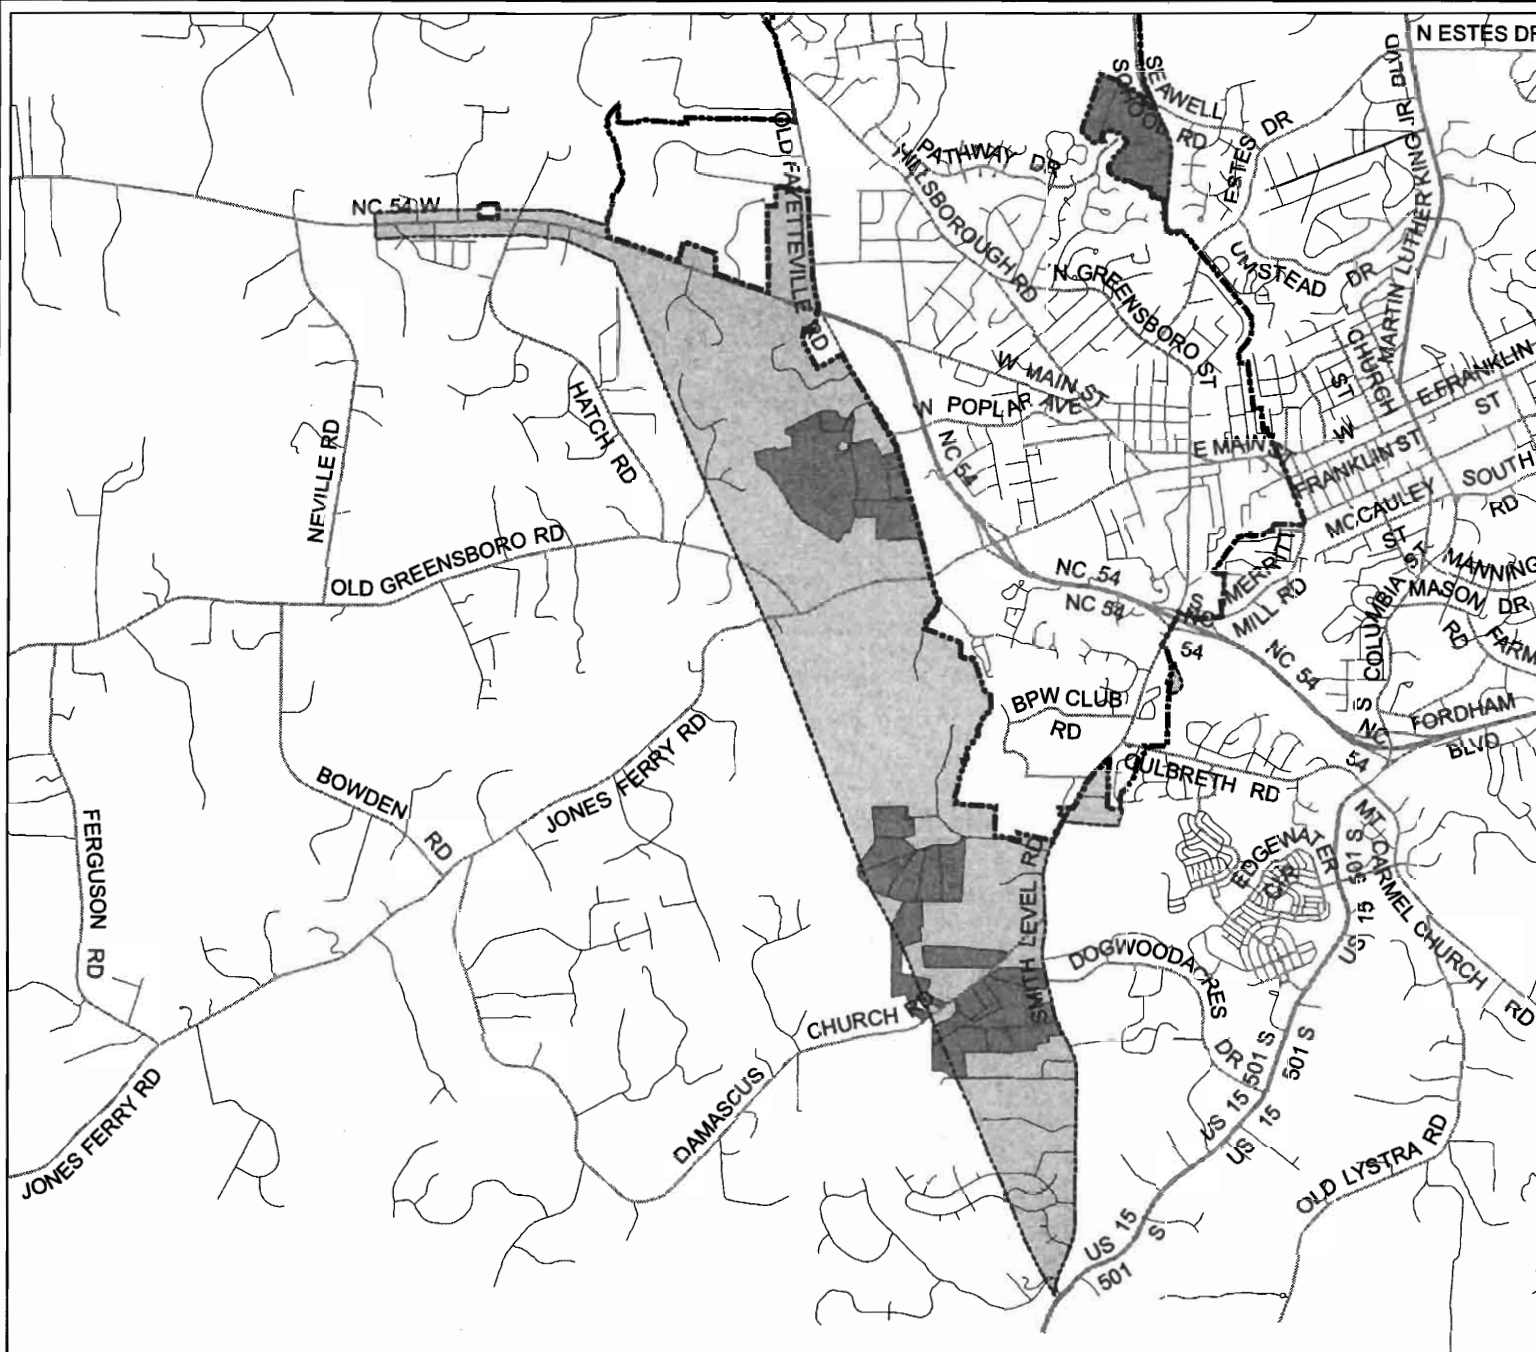 N ESTES DR
MARTIN LUTHER KING JR BLVD
SEAWELL
SCHOOL RD
ESTES DR
OLD FAYETTEVILLE RD
PATHWAY DR
HILLSBOROUGH RD
NC 54 W
UMSTEAD DR
N GREENSBORO ST
CHURCH
ST
W MAIN ST
E FRANKLIN
ST
N POPLAR AVE
HATCH RD
NEVILLE RD
NC 54
E MAIN ST
W
FRANKLIN ST
SOUTH
RD
MC CAULEY
ST
OLD GREENSBORO RD
MERRITT
MILL RD
MANNING
MASON
DR
FARM
RD
S COLUMBIA ST
NC 54
NC 54
S
NC
54
NC 54
BPW CLUB
RD
FORDHAM
BLVD
NC
54
CULBRETH RD
JONES FERRY RD
BOWDEN RD
FERGUSON RD
EDGEWATER
CIR
MT CARMEL CHURCH RD
US 15 501 S
SMITH LEVEL RD
DOGWOOD ACRES
DR
CHURCH RD
DAMASCUS
US 15 501 S
US 15
501 S
JONES FERRY RD
OLD LYSTRA RD
US 15
501
S